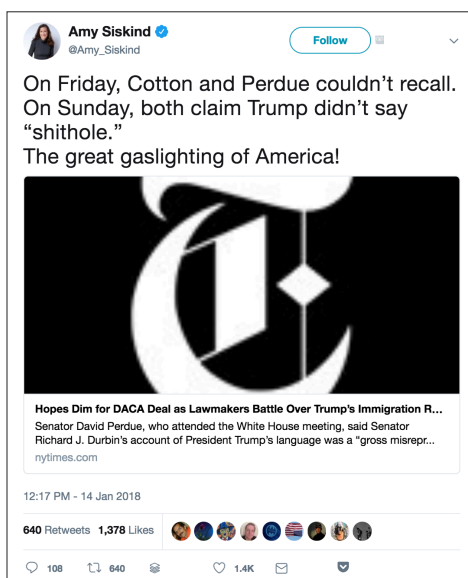 Amy Siskind
@Amy_Siskind
Follow
On Friday, Cotton and Perdue couldn’t recall.
On Sunday, both claim Trump didn’t say
“shithole.”
The great gaslighting of America!
Hopes Dim for DACA Deal as Lawmakers Battle Over Trump’s Immigration R...
Senator David Perdue, who attended the White House meeting, said Senator
Richard J. Durbin’s account of President Trump’s language was a “gross misrepr...
nytimes.com
12:17 PM - 14 Jan 2018
640 Retweets 1,378 Likes
108 640 1.4K